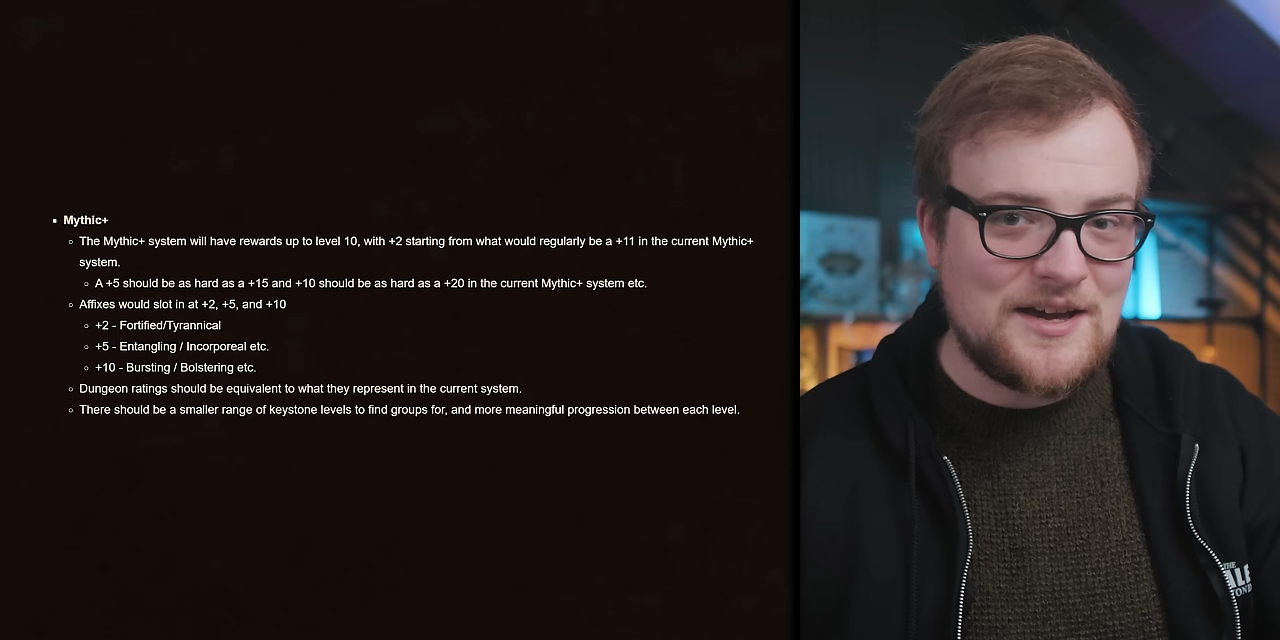 Mythic+
The Mythic+ system will have rewards up to level 10, with +2 starting from what would regularly be a +11 in the current Mythic+
system.
A +5 should be as hard as a +15 and +10 should be as hard as a +20 in the current Mythic+ system etc.
Affixes would slot in at +2, +5, and +10
+2 - Fortified/Tyrannical
+5 - Entangling / Incorporeal etc.
+10 - Bursting / Bolstering etc.
Dungeon ratings should be equivalent to what they represent in the current system.
There should be a smaller range of keystone levels to find groups for, and more meaningful progression between each level.
THE